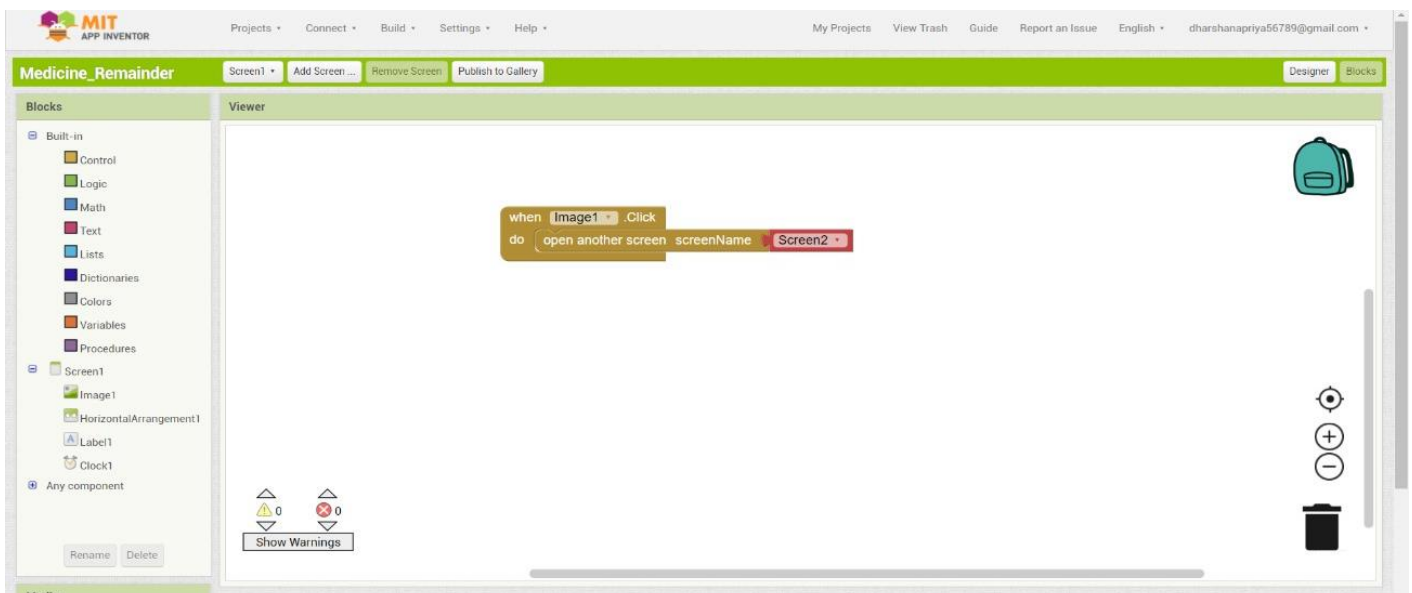 MIT
APP INVENTOR
Projects Connect Build Settings Help My Projects View Trash Guide Report an Issue English dharshanapriya56789@gmail.com
Medicine_Remainder Screen1 Add Screen ... Remove Screen Publish to Gallery Designer Blocks
Blocks Viewer
Built-in
Control
Logic
Math
Text
Lists
Dictionaries
Colors
Variables
Procedures
Screen1
Image1
HorizontalArrangement1
Label1
Clock1
Any component
Rename Delete
when Image1 .Click
do open another screen screenName Screen2
0 0
Show Warnings